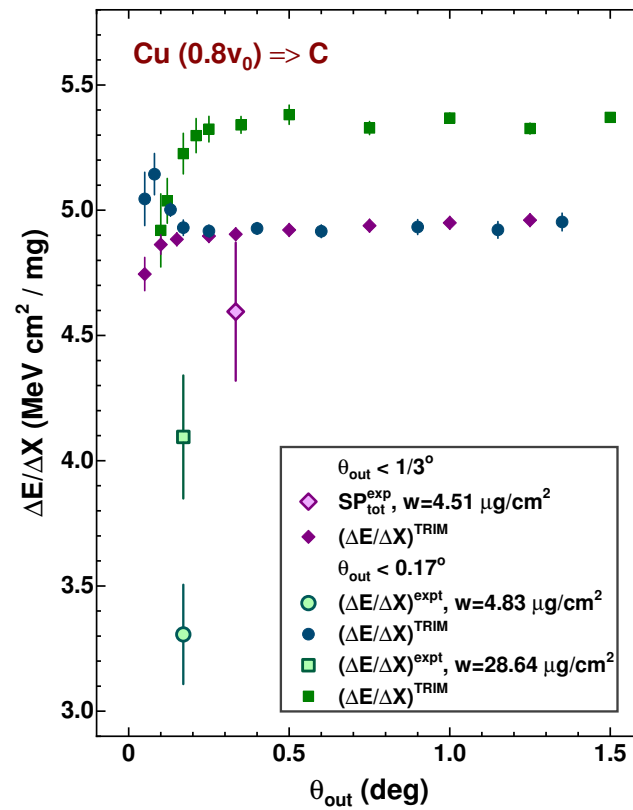 Cu (0.8v₀) => C
5.5
5.0
4.5
4.0
3.5
3.0
ΔE/ΔX (MeV cm² / mg)
θout < 1/3°
SPtot^exp, w=4.51 μg/cm²
(ΔE/ΔX)^TRIM
θout < 0.17°
(ΔE/ΔX)^expt, w=4.83 μg/cm²
(ΔE/ΔX)^TRIM
(ΔE/ΔX)^expt, w=28.64 μg/cm²
(ΔE/ΔX)^TRIM
0 0.5 1.0 1.5
θout (deg)